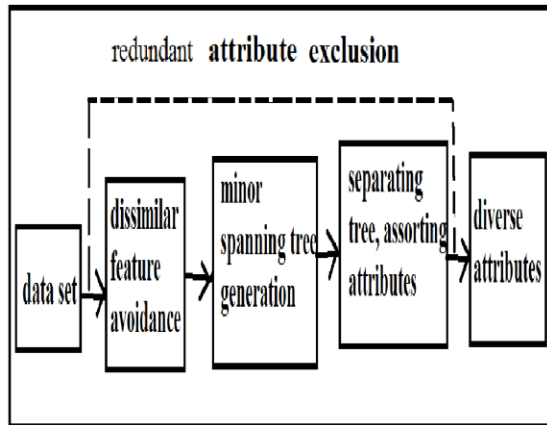 redundant attribute exclusion
data set
dissimilar
feature
avoidance
minor
spanning tree
generation
separating
tree, assorting
attributes
diverse
attributes